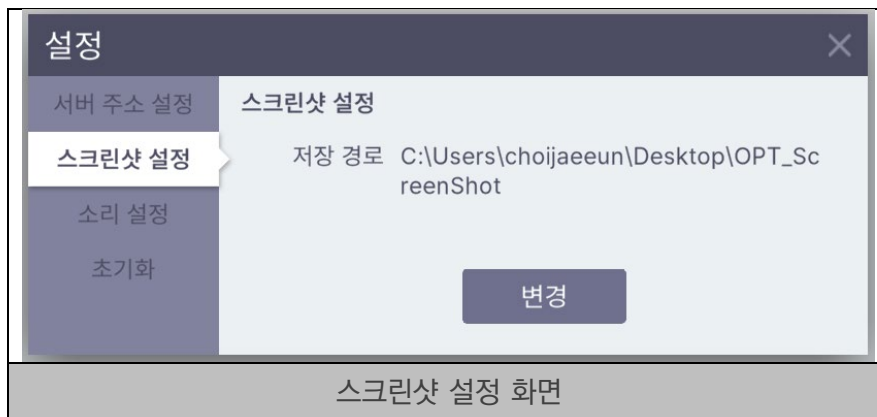 설정
서버 주소 설정
스크린샷 설정
스크린샷 설정
저장 경로 C:\Users\choijaeeun\Desktop\OPT_Sc
reenShot
소리 설정
초기화
변경
스크린샷 설정 화면